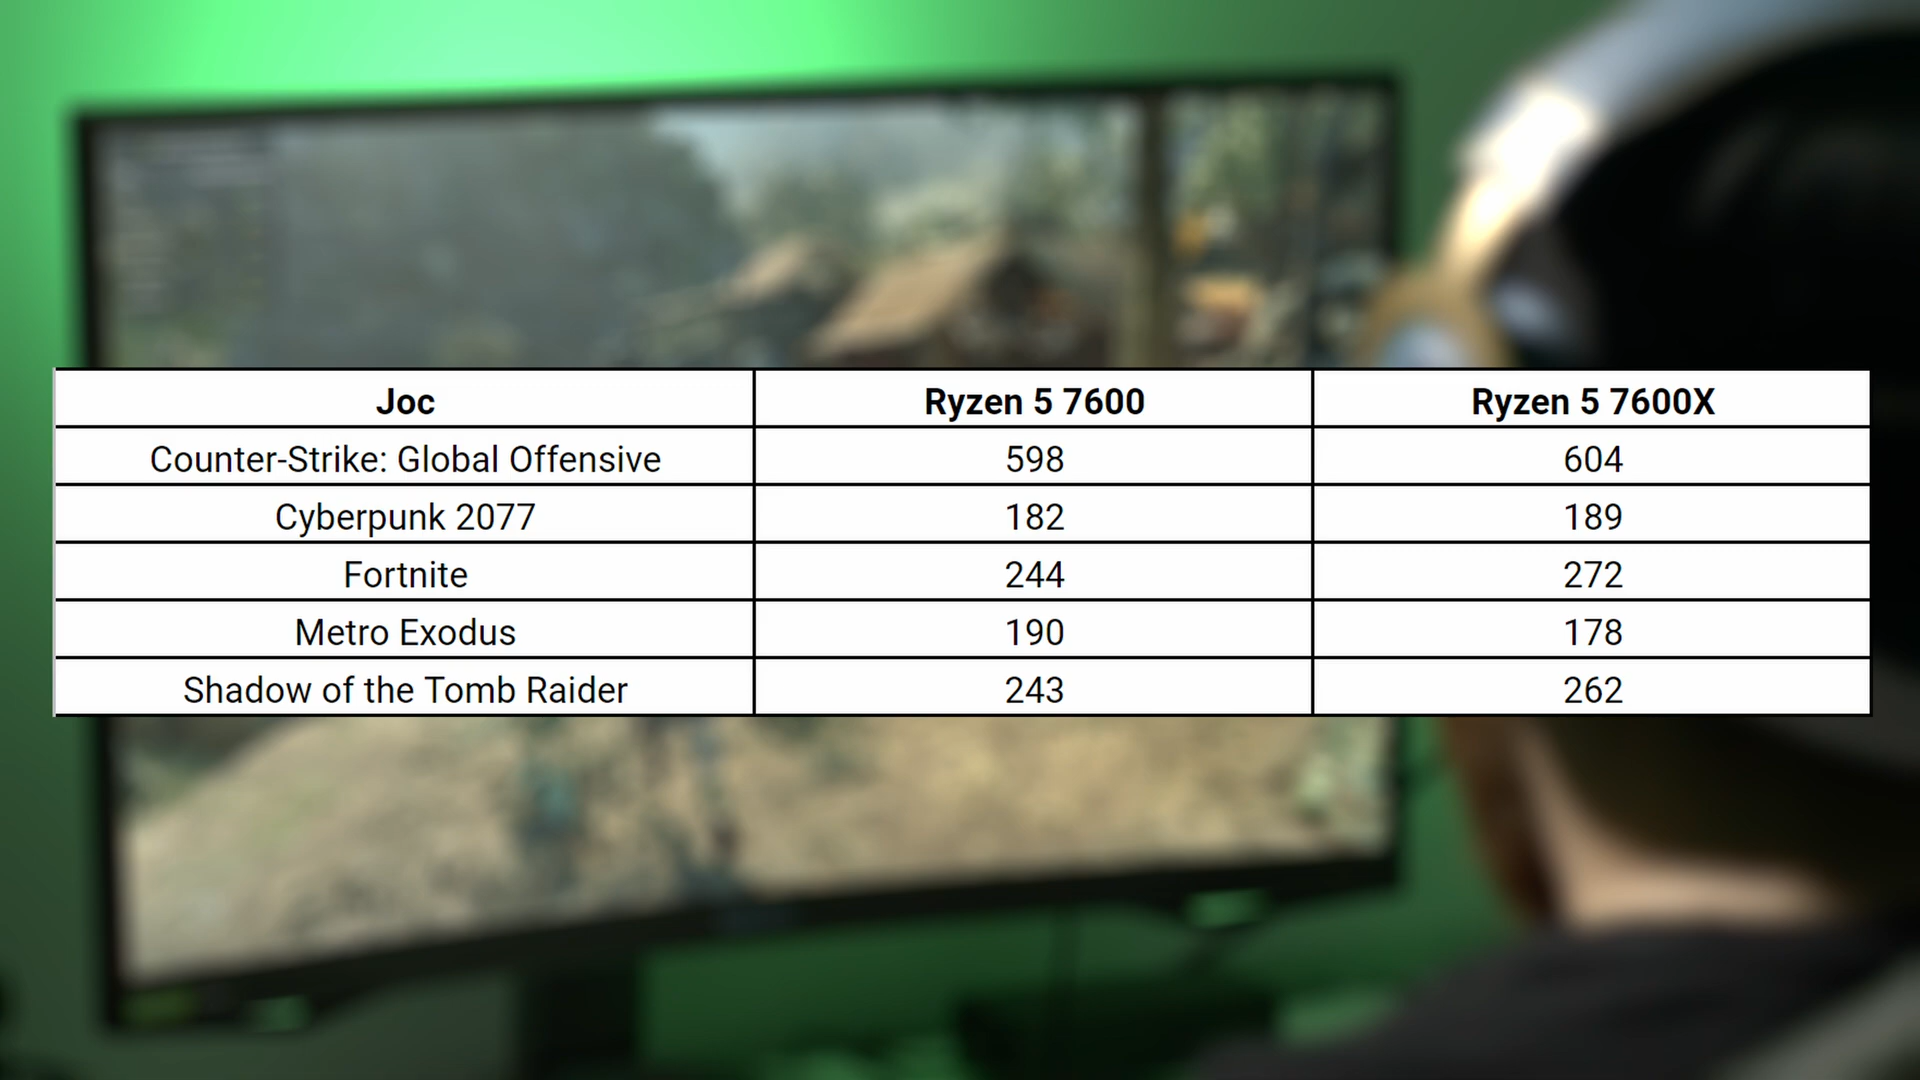 Joc Ryzen 5 7600 Ryzen 5 7600X
Counter-Strike: Global Offensive 598 604
Cyberpunk 2077 182 189
Fortnite 244 272
Metro Exodus 190 178
Shadow of the Tomb Raider 243 262